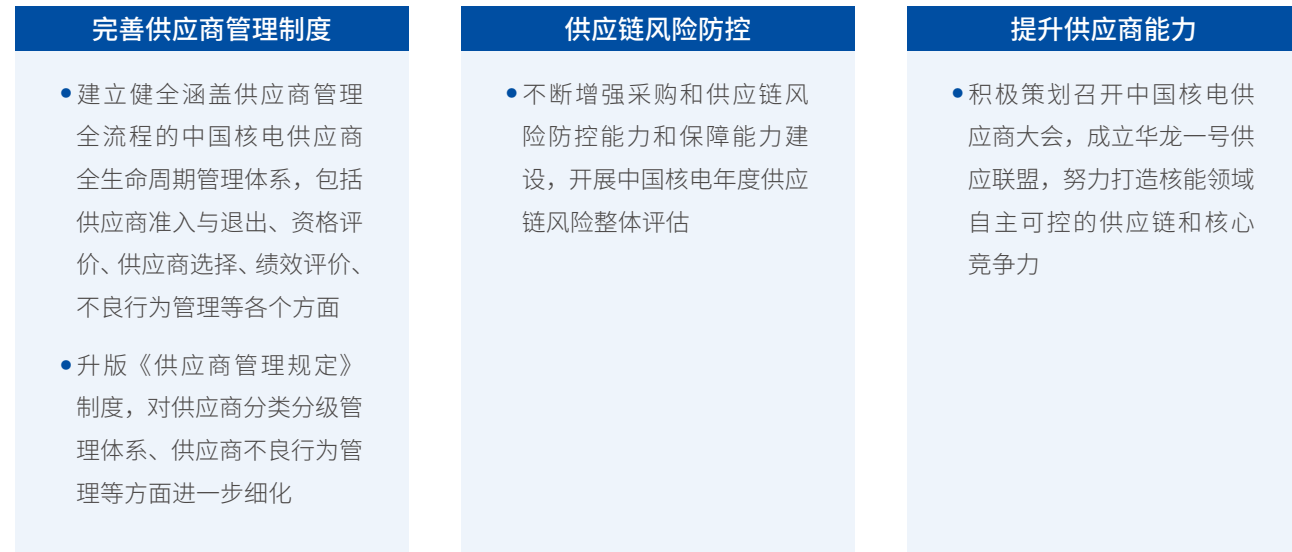 完善供应商管理制度
建立健全涵盖供应商管理
全流程的中国核电供应商
全生命周期管理体系，包括
供应商准入与退出、资格评
价、供应商选择、绩效评价、
不良行为管理等各个方面
升版《供应商管理规定》
制度，对供应商分类分级管
理体系、供应商不良行为管
理等方面进一步细化
供应链风险防控
不断增强采购和供应链风
险防控能力和保障能力建
设，开展中国核电年度供应
链风险整体评估
提升供应商能力
积极策划召开中国核电供
应商大会，成立华龙一号供
应联盟，努力打造核能领域
自主可控的供应链和核心
竞争力